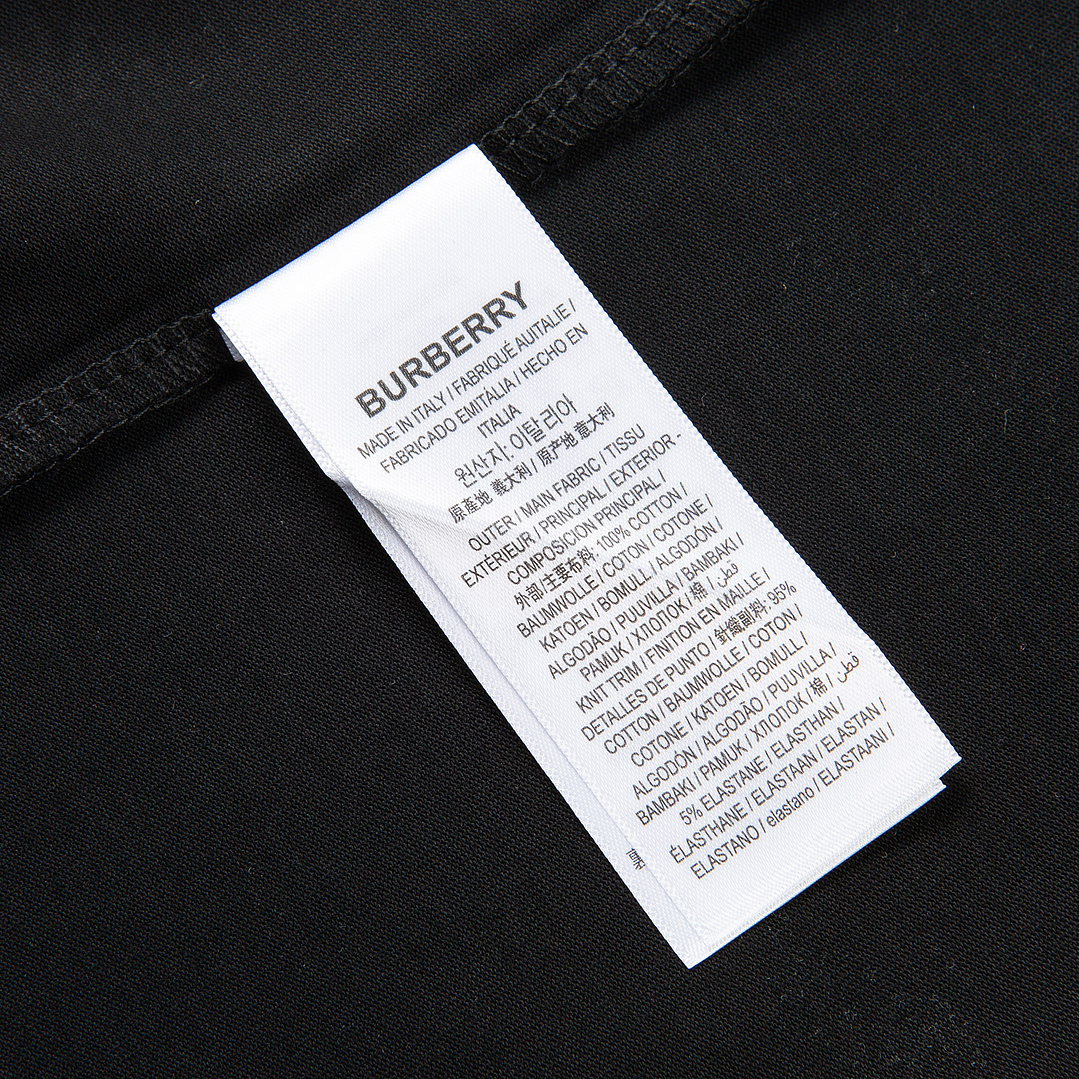 BURBERRY
MADE IN ITALY / FABRIQUÉ AUITALIE /
FABRICADO EMITÁLIA / HECHO EN
ITALIA
원산지: 이탈리아
原產地 義大利 / 原产地 意大利
OUTER / MAIN FABRIC / TISSU
EXTÉRIEUR / PRINCIPAL / EXTERIOR -
COMPOSICION PRINCIPAL /
外部/主要布料: 100% COTTON /
BAUMWOLLE / COTON / COTONE /
KATOEN / BOMULL / ALGODÓN /
ALGODÃO / PUUVILLA / BAMBAKI /
PAMUK / ХЛОПОК / 棉 / قطن /
KNIT TRIM / FINITION EN MAILLE /
DETALLES DE PUNTO / 針織副料: 95%
COTTON / BAUMWOLLE / COTON /
COTONE / KATOEN / BOMULL /
ALGODÓN / ALGODÃO / PUUVILLA /
BAMBAKI / PAMUK / ХЛОПОК / 棉 / قطن
5% ELASTANE / ELASTHAN /
ÉLASTHANE / ELASTAAN / ELASTAN /
ELASTANO / elastano / ELASTAANI /